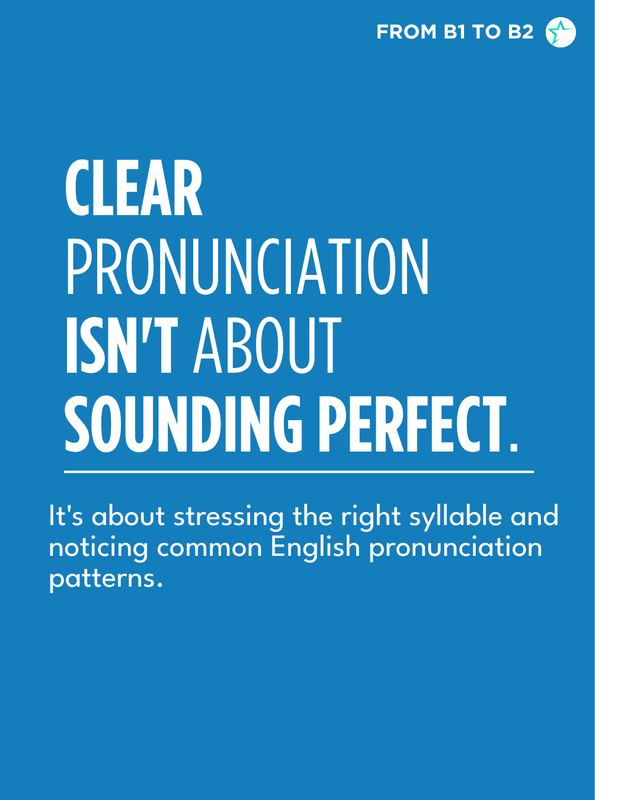 FROM B1 TO B2
CLEAR
PRONUNCIATION
ISN'T ABOUT
SOUNDING PERFECT.
It's about stressing the right syllable and
noticing common English pronunciation
patterns.